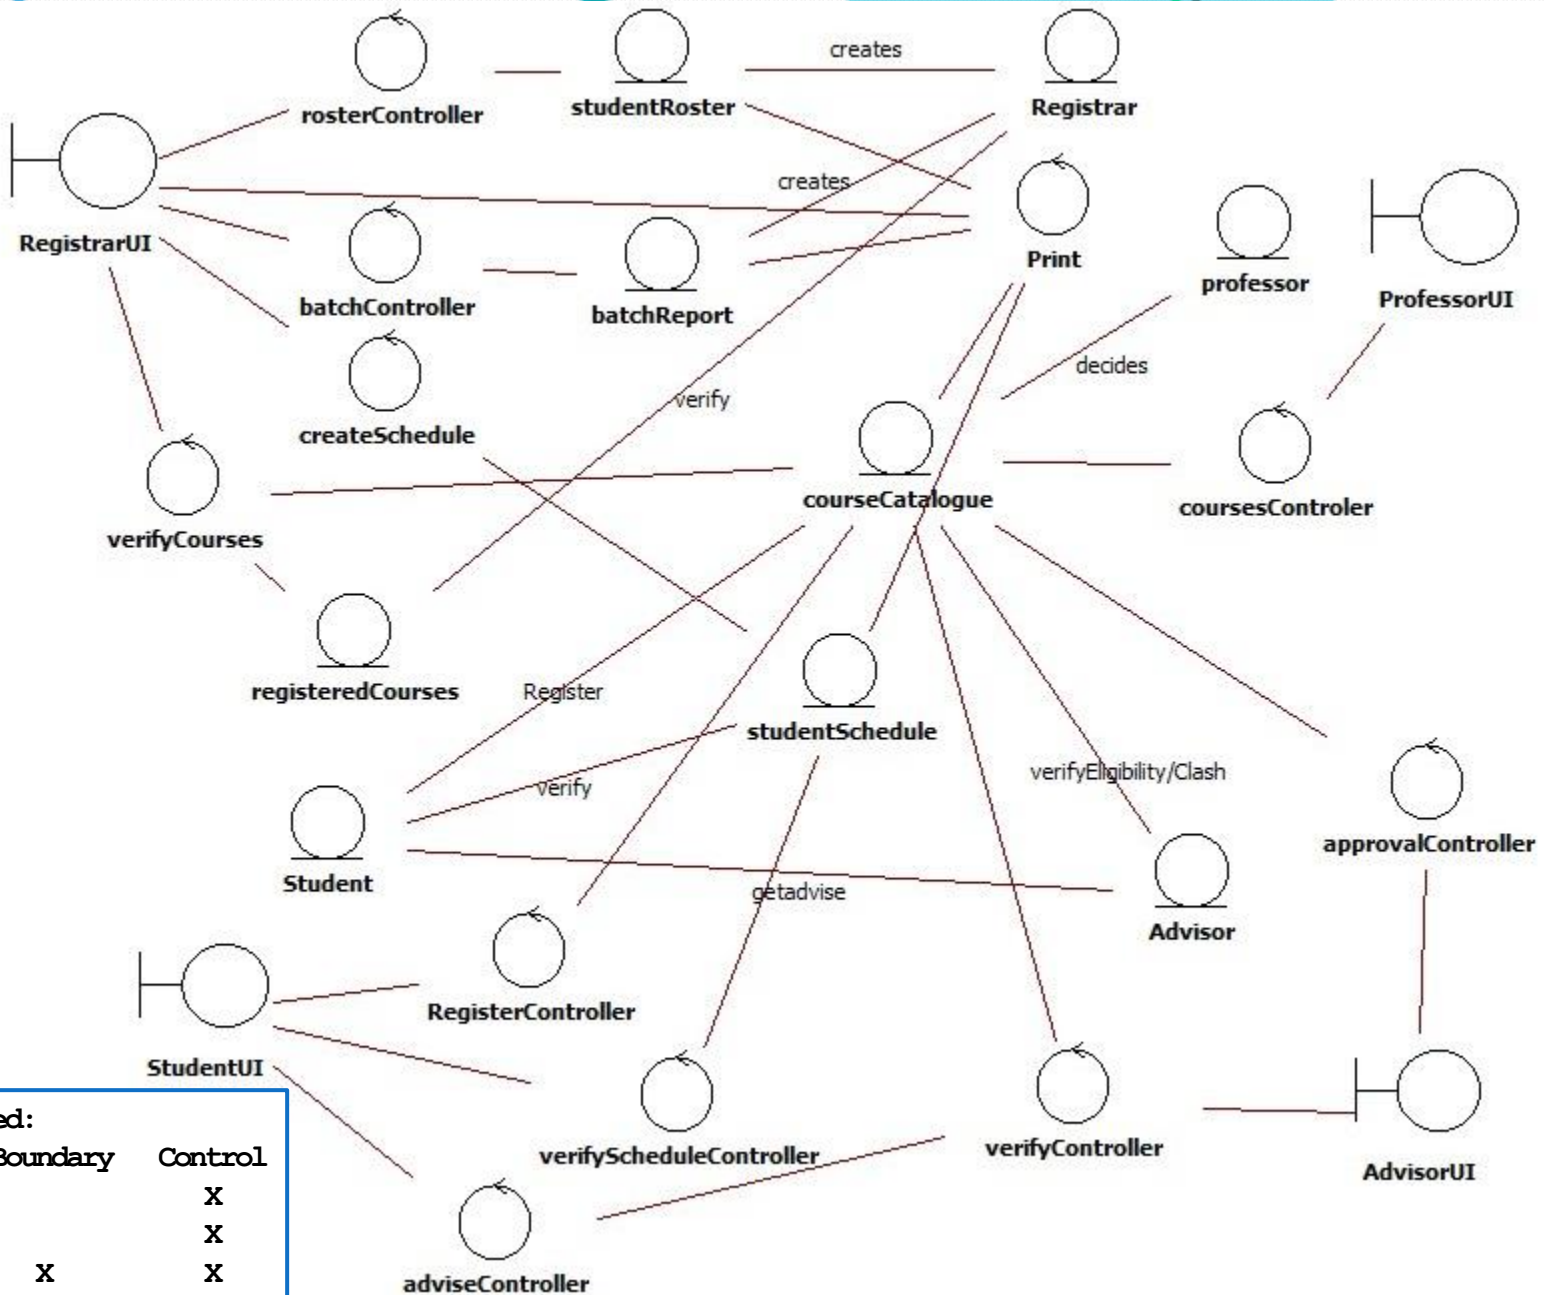 creates
rosterController
studentRoster
Registrar
creates
RegistrarUI
Print
professor
ProfessorUI
batchController
batchReport
decides
verify
createSchedule
courseCatalogue
coursesControler
verifyCourses
registeredCourses
Register
studentSchedule
verify
verifyEligibility/Clash
approvalController
Student
getadvise
Advisor
RegisterController
StudentUI
verifyScheduleController
verifyController
AdvisorUI
adviseController
ed:
Boundary Control
X
X
X X